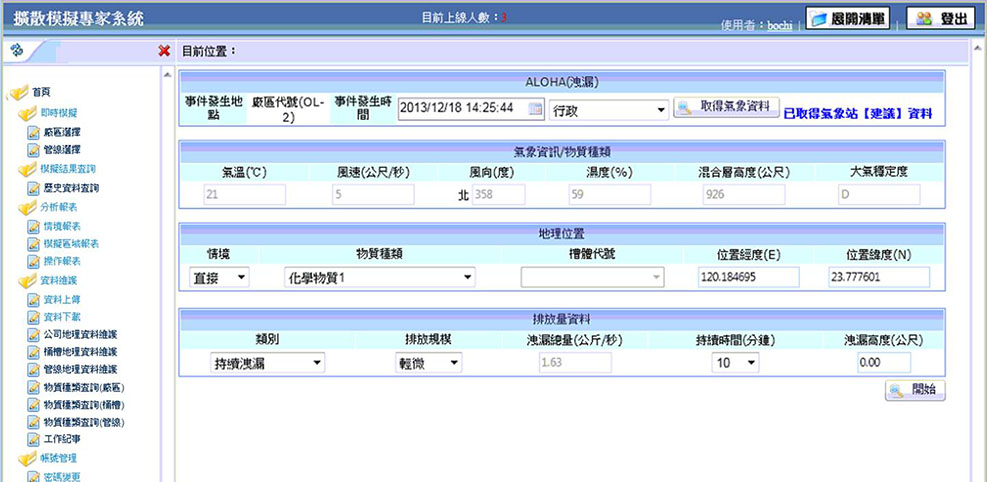 擴散模擬專家系統
目前上線人數：3
使用者：bochi | 展開清單 | 登出
目前位置：
首頁
即時模擬
廠區選擇
管線選擇
模擬結果查詢
歷史資料查詢
分析報表
情境報表
模擬區域報表
操作報表
資料維護
資料上傳
資料下載
公司地理資料維護
桶槽地理資料維護
管線地理資料維護
物質種類查詢(廠區)
物質種類查詢(桶槽)
物質種類查詢(管線)
工作紀事
帳號管理
密碼變更
ALOHA(洩漏)
事件發生地點 廠區代號(OL-2) 事件發生時間 2013/12/18 14:25:44 行政 取得氣象資料 已取得氣象站【建議】資料
氣象資訊/物質種類
氣溫(℃) 風速(公尺/秒) 風向(度) 濕度(%) 混合層高度(公尺) 大氣穩定度
21 5 北 358 59 926 D
地理位置
情境 物質種類 槽體代號 位置經度(E) 位置緯度(N)
直接 化學物質1 120.184695 23.777601
排放量資料
類別 排放規模 洩漏總量(公斤/秒) 持續時間(分鐘) 洩漏高度(公尺)
持續洩漏 輕微 1.63 10 0.00
開始